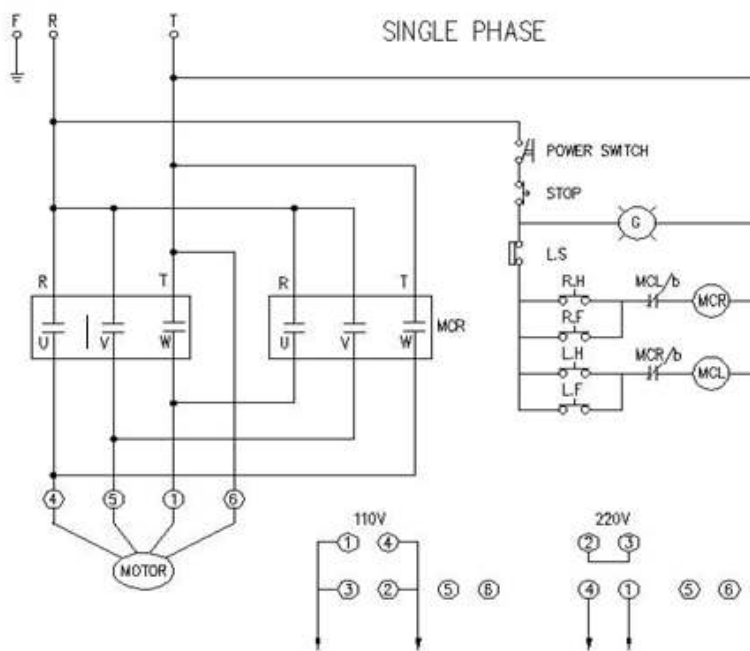 F R T
SINGLE PHASE
POWER SWITCH
STOP
G
L.S
R T R T
R.H MCL/b
MCR
U V W U V W MCR
R.F
L.H MCR/b
MCL
L.F
4 5 1 6
MOTOR
110V 220V
1 4 2 3
3 2 5 6 4 1 5 6